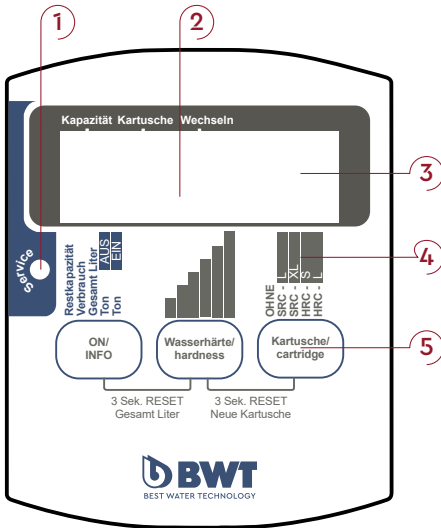 1
2
Kapazität Kartusche Wechseln
3
Service
Restkapazität
Verbrauch
Gesamt Liter
Ton AUS
Ton EIN
OHNE
SRC - L
SRC - XL
HRC - S
HRC - L
4
ON/
INFO
Wasserhärte/
hardness
Kartusche/
cartridge
5
3 Sek. RESET
Gesamt Liter
3 Sek. RESET
Neue Kartusche
BWT
BEST WATER TECHNOLOGY